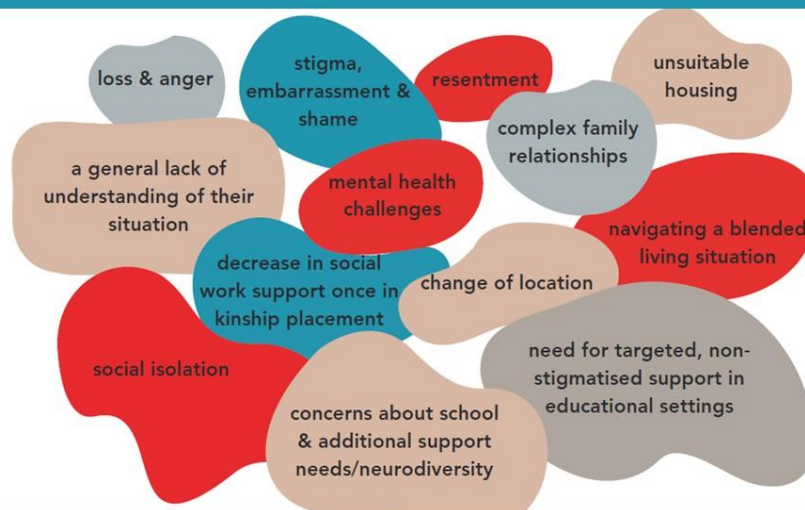 loss & anger
stigma,
embarrassment &
shame
resentment
unsuitable
housing
complex family
relationships
a general lack of
understanding of their
situation
mental health
challenges
navigating a blended
living situation
decrease in social
work support once in
kinship placement
change of location
social isolation
need for targeted, non-
stigmatised support in
educational settings
concerns about school
& additional support
needs/neurodiversity